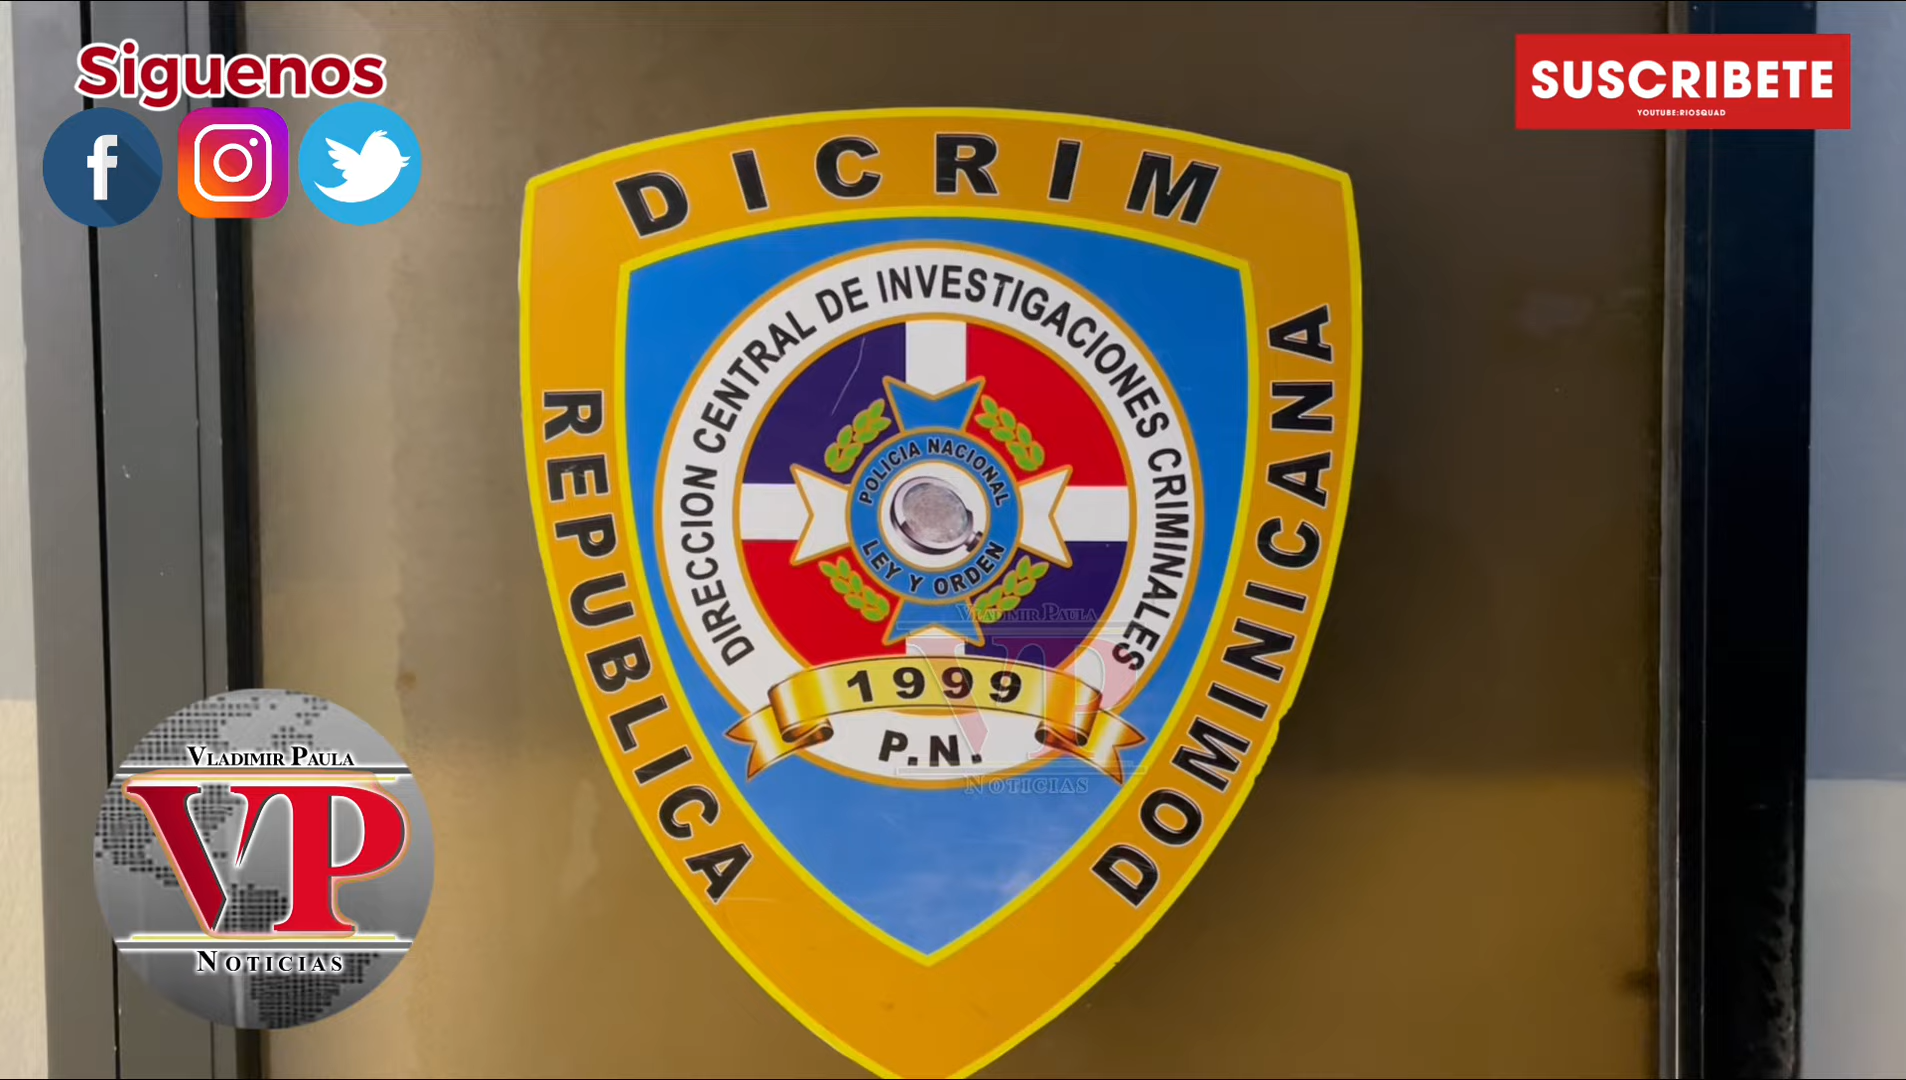 Siguenos
SUSCRIBETE
YOUTUBE:RIOSQUAD
DICRIM
REPUBLICA
DOMINICANA
DIRECCION CENTRAL DE INVESTIGACIONES CRIMINALES
POLICIA NACIONAL
LEY Y ORDEN
1999
P.N.
VLADIMIR PAULA
VP
NOTICIAS
VLADIMIR PAULA
VP
NOTICIAS